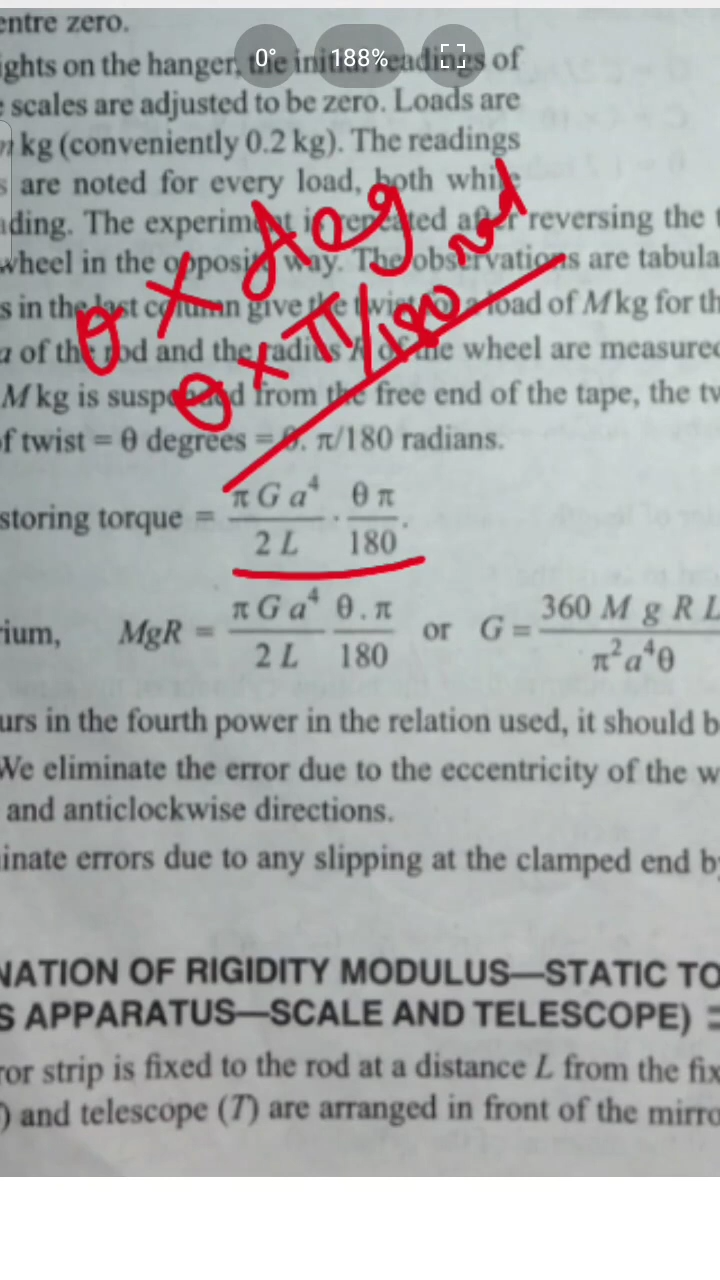 entre zero.
0° 188%
ights on the hanger, the initial readings of
scales are adjusted to be zero. Loads are
kg (conveniently 0.2 kg). The readings
s are noted for every load, both while
ading. The experiment is repeated after reversing the
wheel in the opposite way. The observations are tabula
s in the last column give the twist for a load of M kg for th
a of the rod and the radius R of the wheel are measured
M kg is suspended from the free end of the tape, the tw
of twist = θ degrees = θ. π/180 radians.
θ ×
θ × π/180 rad
storing torque = π G a⁴ / 2 L · θ π / 180.
rium, MgR = π G a⁴ / 2 L θ . π / 180 or G = 360 M g R L / π²a⁴θ
urs in the fourth power in the relation used, it should b
We eliminate the error due to the eccentricity of the w
and anticlockwise directions.
inate errors due to any slipping at the clamped end by
NATION OF RIGIDITY MODULUS—STATIC TO
S APPARATUS—SCALE AND TELESCOPE)
ror strip is fixed to the rod at a distance L from the fix
) and telescope (T) are arranged in front of the mirro